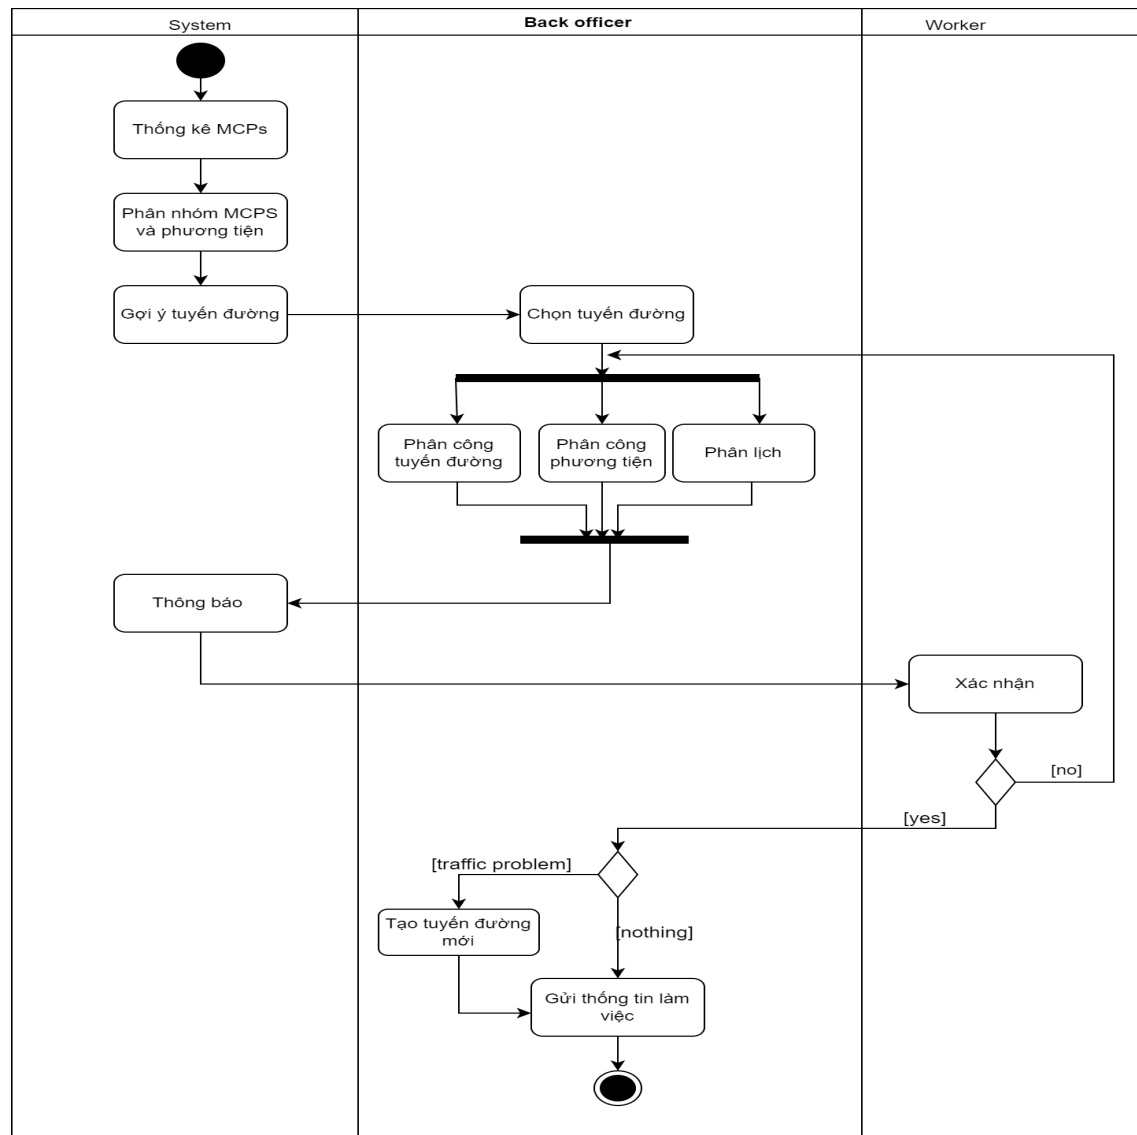 System
Back officer
Worker
Thống kê MCPs
Phân nhóm MCPS
và phương tiện
Gợi ý tuyến đường
Chọn tuyến đường
Phân công
tuyến đường
Phân công
phương tiện
Phân lịch
Thông báo
Xác nhận
[no]
[yes]
[traffic problem]
Tạo tuyến đường
mới
[nothing]
Gửi thống tin làm
việc